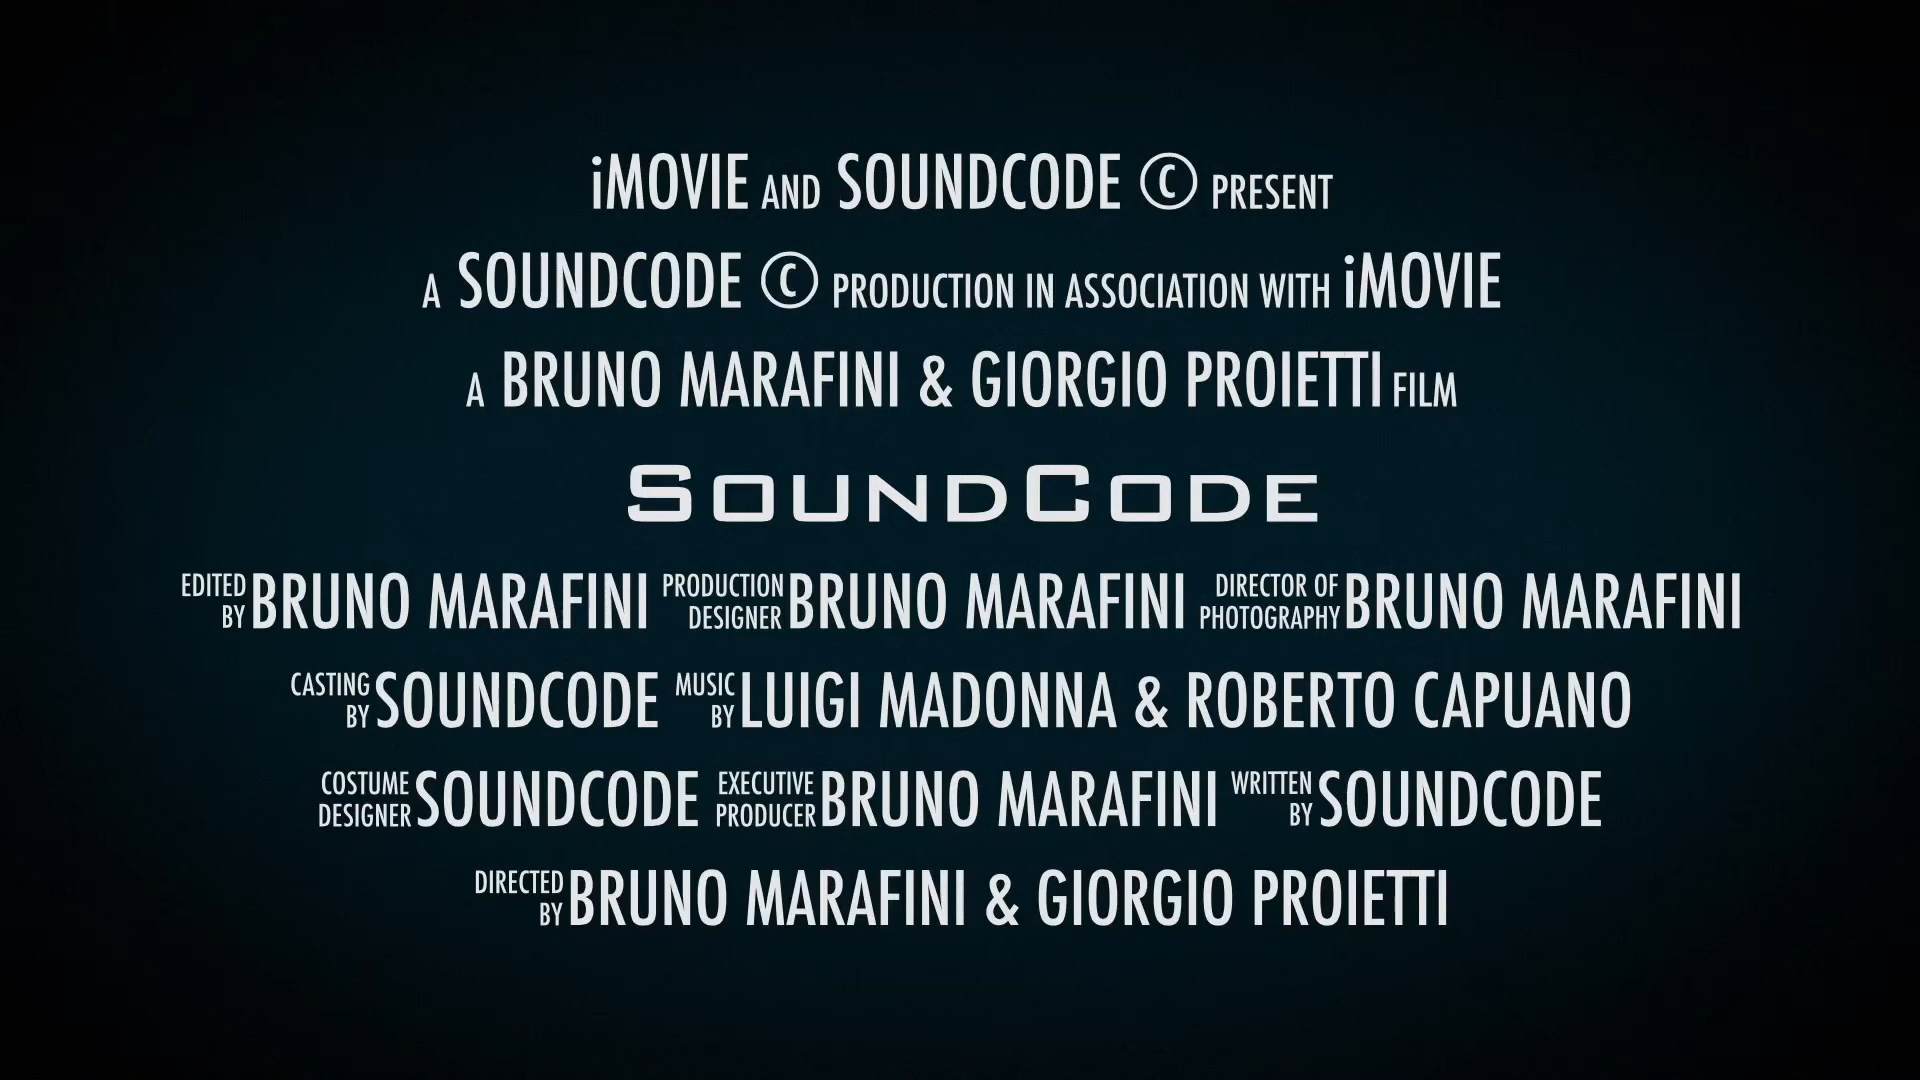 iMOVIE AND SOUNDCODE © PRESENT
A SOUNDCODE © PRODUCTION IN ASSOCIATION WITH iMOVIE
A BRUNO MARAFINI & GIORGIO PROIETTI FILM
SOUNDCODE
EDITED BY BRUNO MARAFINI PRODUCTION DESIGNER BRUNO MARAFINI DIRECTOR OF PHOTOGRAPHY BRUNO MARAFINI
CASTING BY SOUNDCODE MUSIC BY LUIGI MADONNA & ROBERTO CAPUANO
COSTUME DESIGNER SOUNDCODE EXECUTIVE PRODUCER BRUNO MARAFINI WRITTEN BY SOUNDCODE
DIRECTED BY BRUNO MARAFINI & GIORGIO PROIETTI